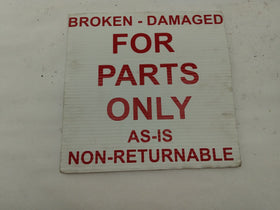 BROKEN - DAMAGED
FOR
PARTS
ONLY
AS-IS
NON-RETURNABLE